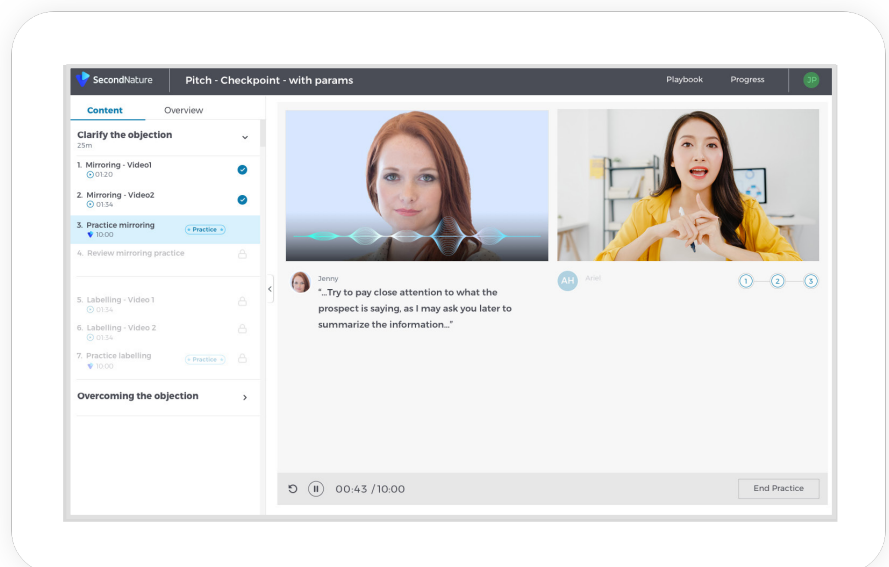 SecondNature
Pitch - Checkpoint - with params
Playbook
Progress
JP
Content
Overview
Clarify the objection
25m
1. Mirroring - Video1
01:20
2. Mirroring - Video2
01:34
3. Practice mirroring
10:00
Practice
4. Review mirroring practice
5. Labelling - Video 1
01:34
6. Labelling - Video 2
01:34
7. Practice labelling
10:00
Practice
Overcoming the objection
Jenny
"...Try to pay close attention to what the
prospect is saying, as I may ask you later to
summarize the information..."
AH
Ariel
1
2
3
00:43 / 10:00
End Practice